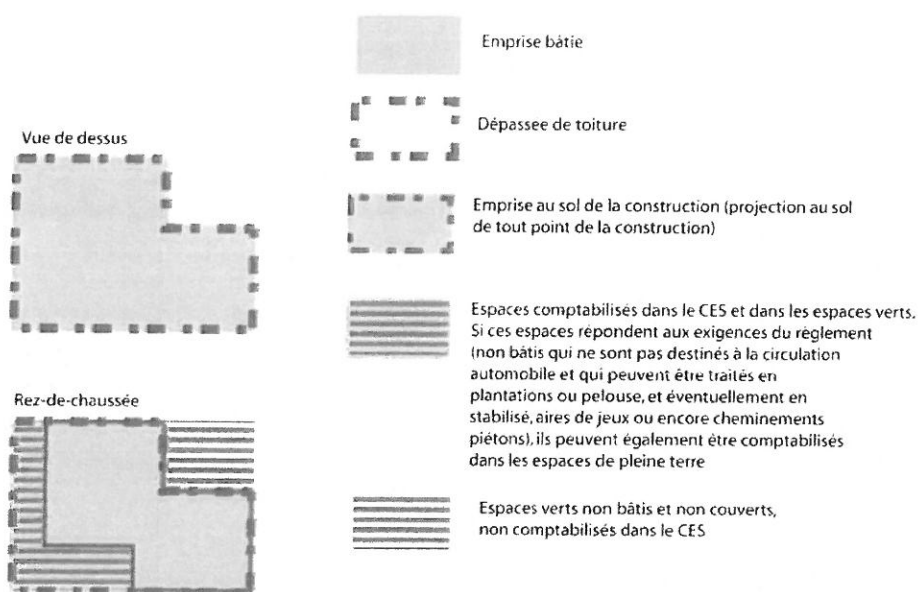 Emprise bâtie
Dépassee de toiture
Vue de dessus
Emprise au sol de la construction (projection au sol
de tout point de la construction)
Espaces comptabilisés dans le CES et dans les espaces verts.
Si ces espaces répondent aux exigences du règlement
(non bâtis qui ne sont pas destinés à la circulation
automobile et qui peuvent être traités en
plantations ou pelouse, et éventuellement en
stabilisé, aires de jeux ou encore cheminements
piétons), ils peuvent également être comptabilisés
dans les espaces de pleine terre
Rez-de-chaussée
Espaces verts non bâtis et non couverts,
non comptabilisés dans le CES